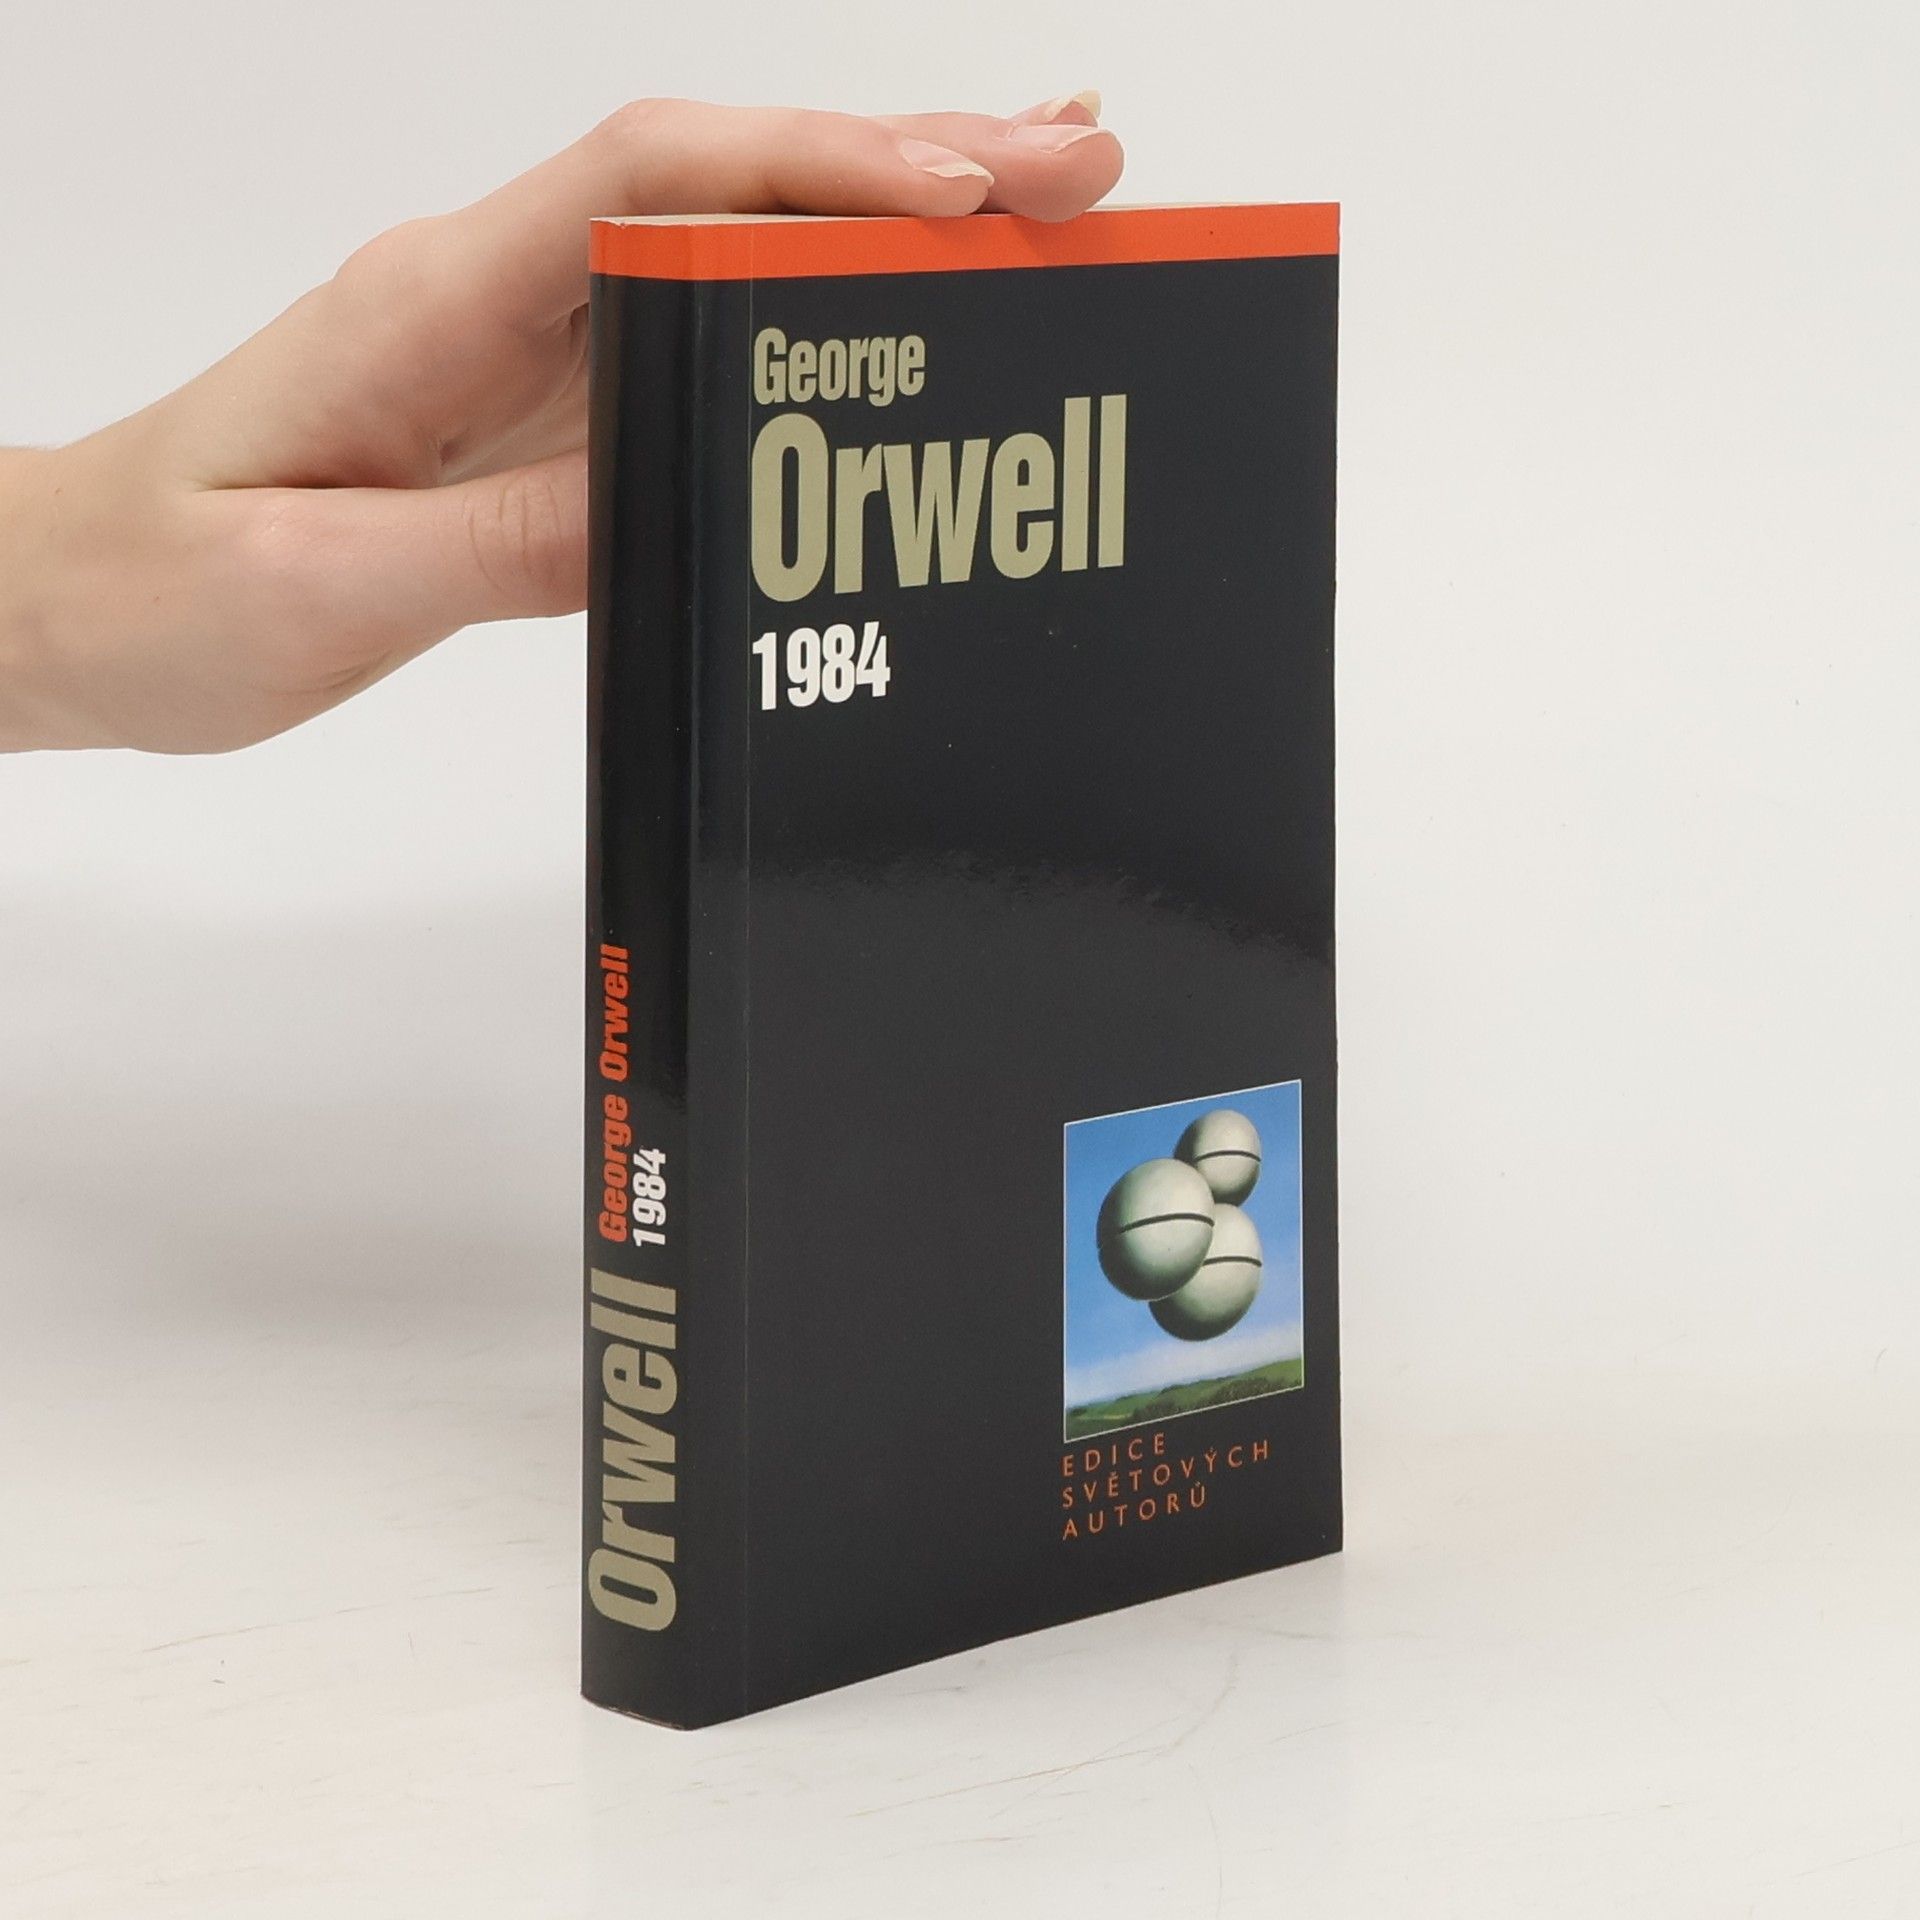 George
Orwell
1984
EDICE
SVĚTOVÝCH
AUTORŮ
Orwell
George Orwell
1984